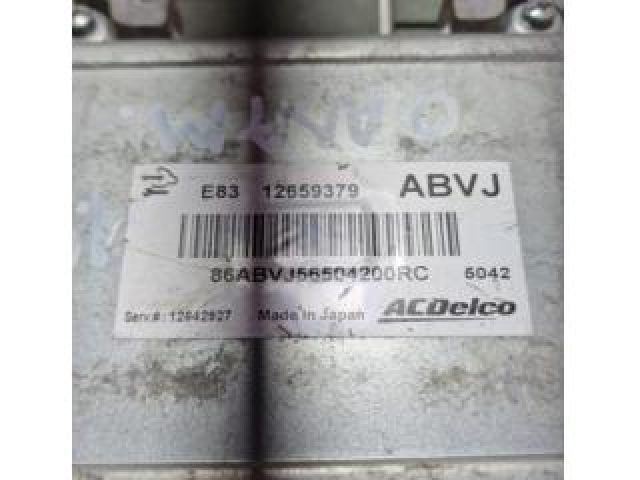 E83 12659379 ABVJ
86ABVJ56504200RC 5042
Serv.#: 12642927 Made in Japan ACDelco